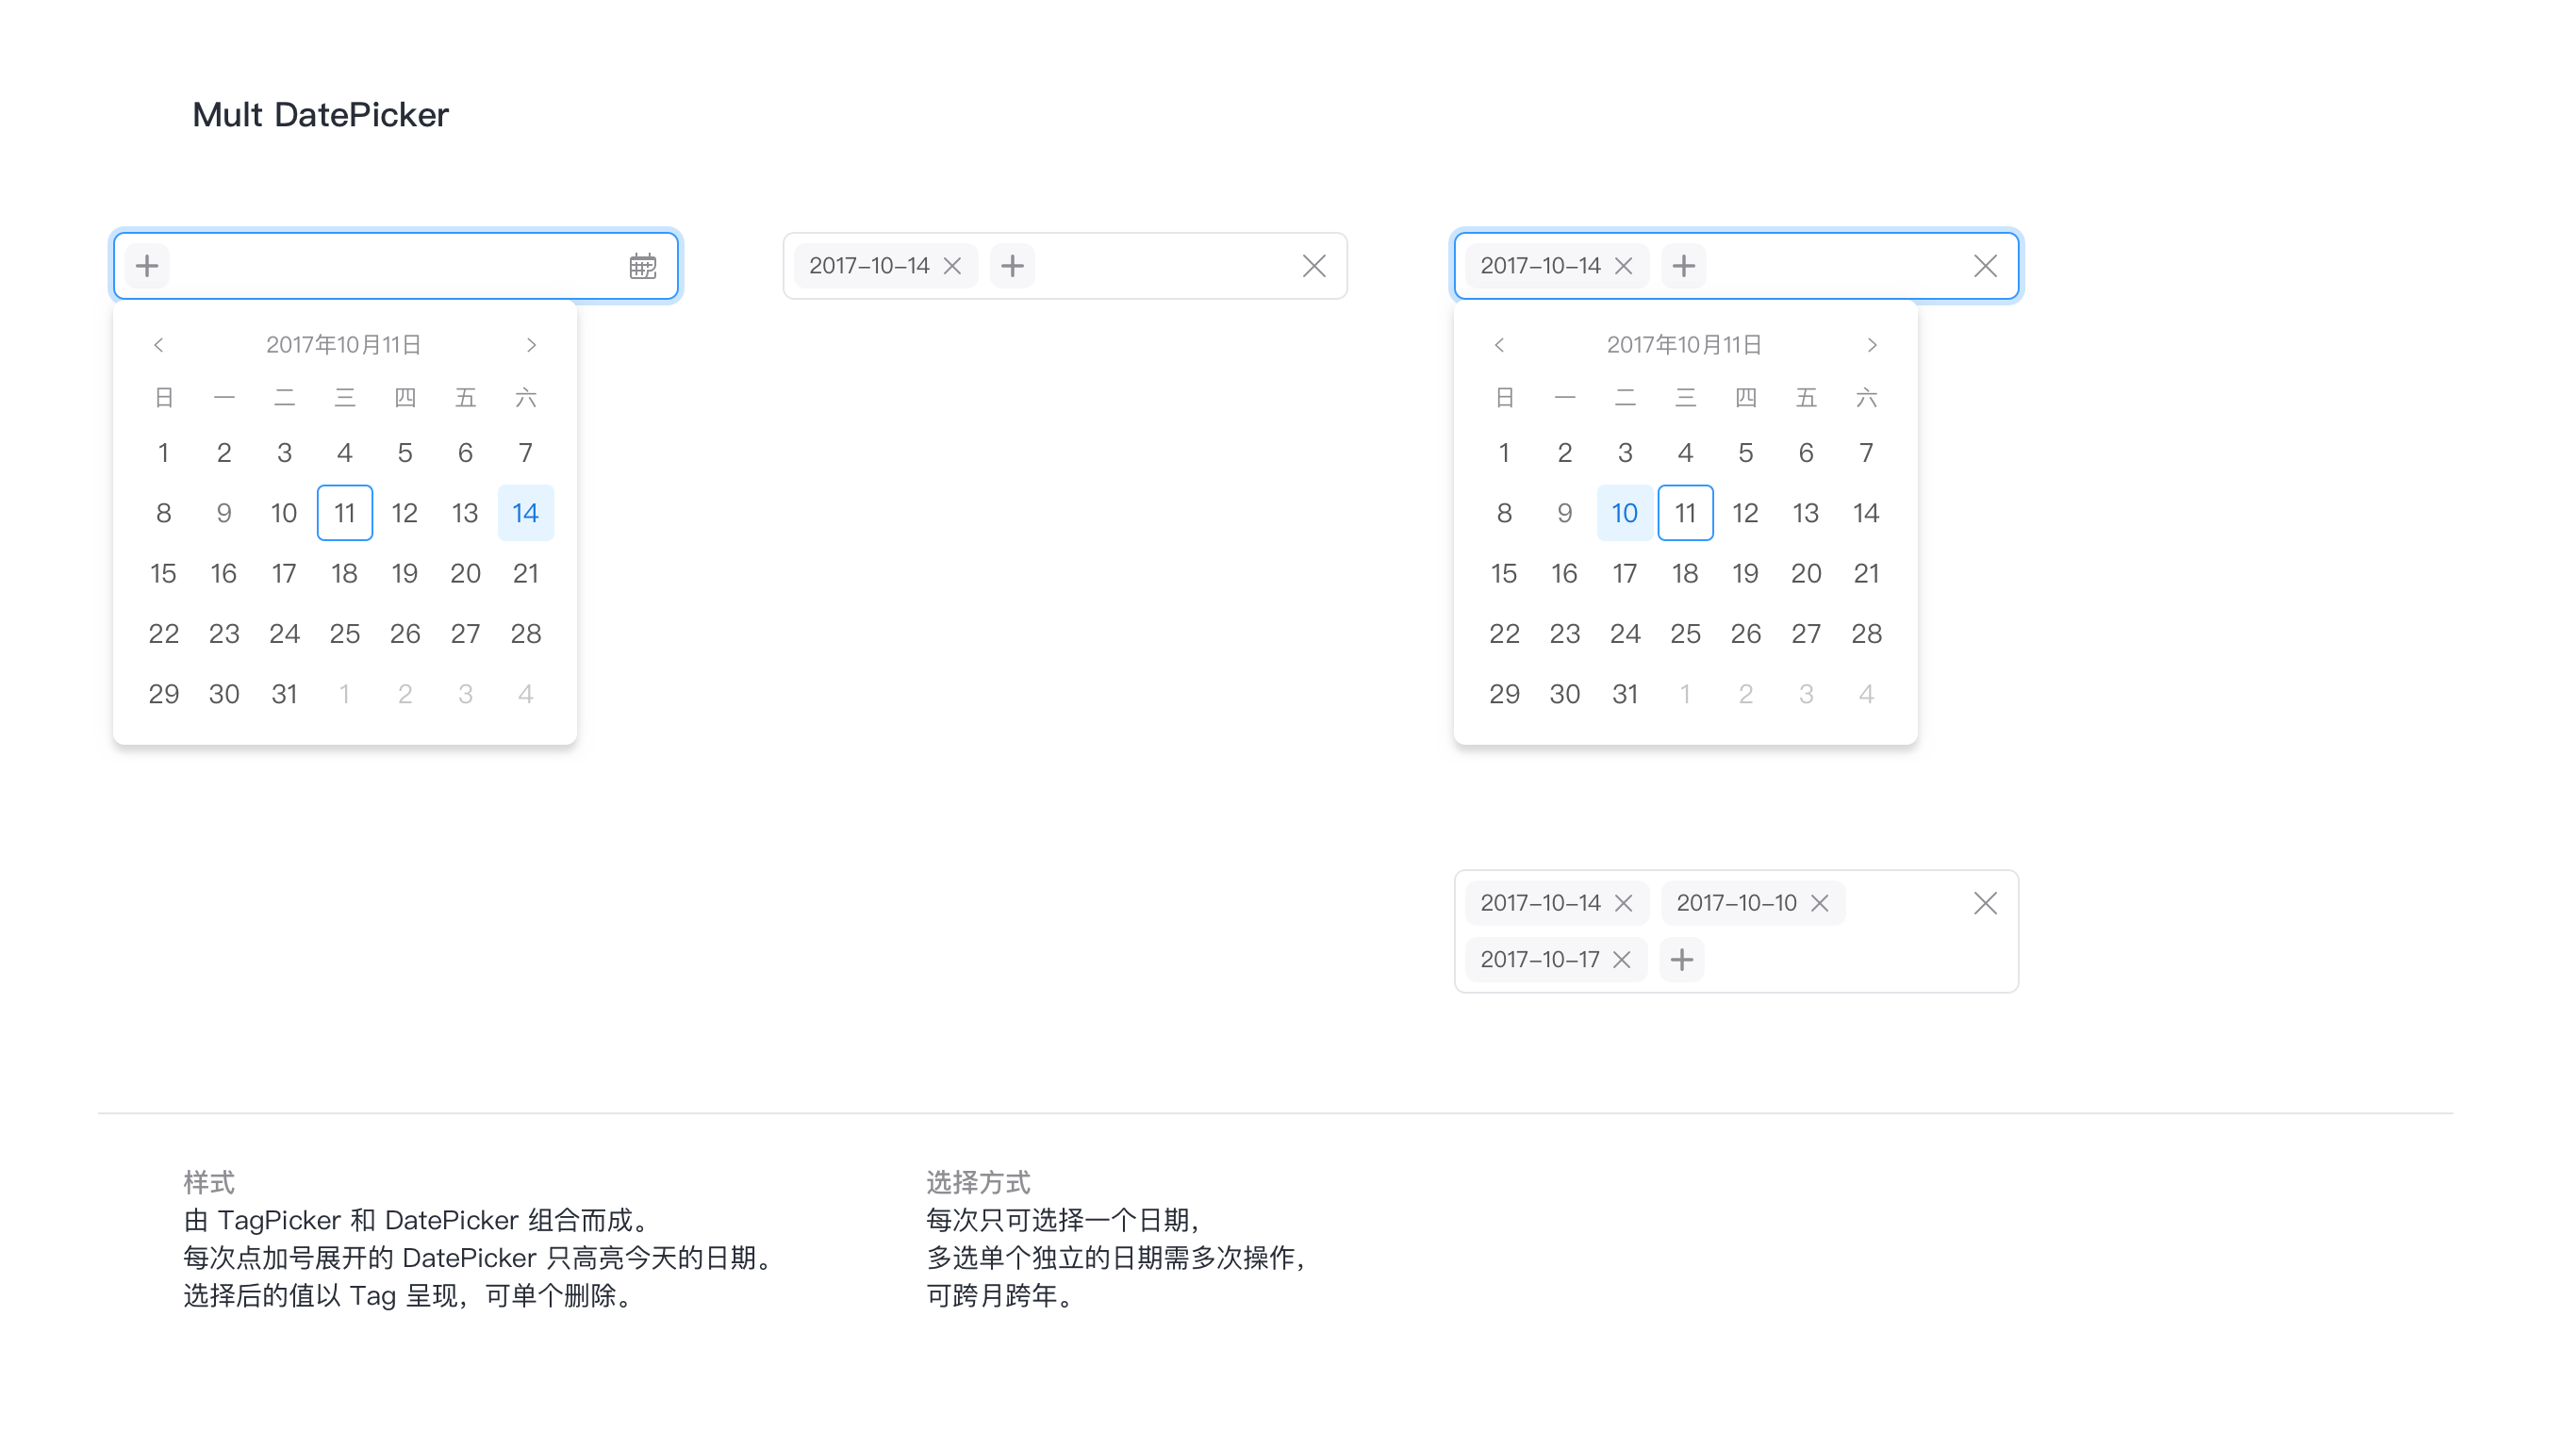 Mult DatePicker
2017年10月11日
日 一 二 三 四 五 六
1 2 3 4 5 6 7
8 9 10 11 12 13 14
15 16 17 18 19 20 21
22 23 24 25 26 27 28
29 30 31 1 2 3 4
2017-10-14
2017-10-14
2017年10月11日
日 一 二 三 四 五 六
1 2 3 4 5 6 7
8 9 10 11 12 13 14
15 16 17 18 19 20 21
22 23 24 25 26 27 28
29 30 31 1 2 3 4
2017-10-14 2017-10-10
2017-10-17
样式
由 TagPicker 和 DatePicker 组合而成。
每次点加号展开的 DatePicker 只高亮今天的日期。
选择后的值以 Tag 呈现，可单个删除。
选择方式
每次只可选择一个日期，
多选单个独立的日期需多次操作，
可跨月跨年。